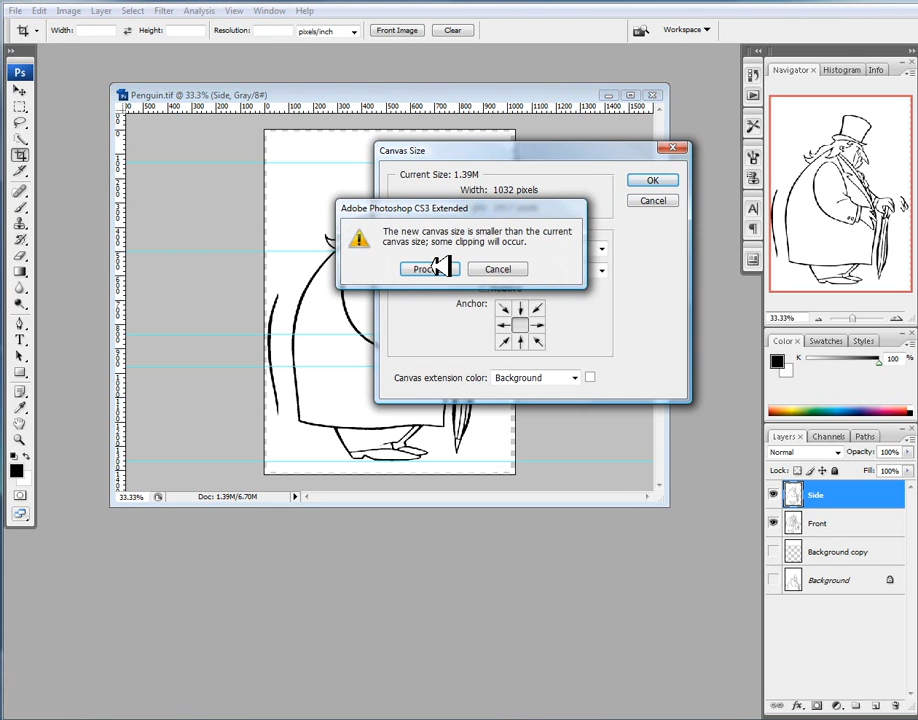 File Edit Image Layer Select Filter Analysis View Window Help
Width: Height: Resolution: pixels/inch Front Image Clear Workspace
Ps
Penguin.tif @ 33.3% (Side, Gray/8#)
Canvas Size
Current Size: 1.39M
Width: 1032 pixels
OK
Cancel
Adobe Photoshop CS3 Extended
The new canvas size is smaller than the current
canvas size; some clipping will occur.
Cancel
Anchor:
Canvas extension color: Background
33.33% Doc: 1.39M/6.70M
Navigator Histogram Info
33.33%
Color Swatches Styles
K 100 %
Layers Channels Paths
Normal Opacity: 100%
Lock: Fill: 100%
Side
Front
Background copy
Background